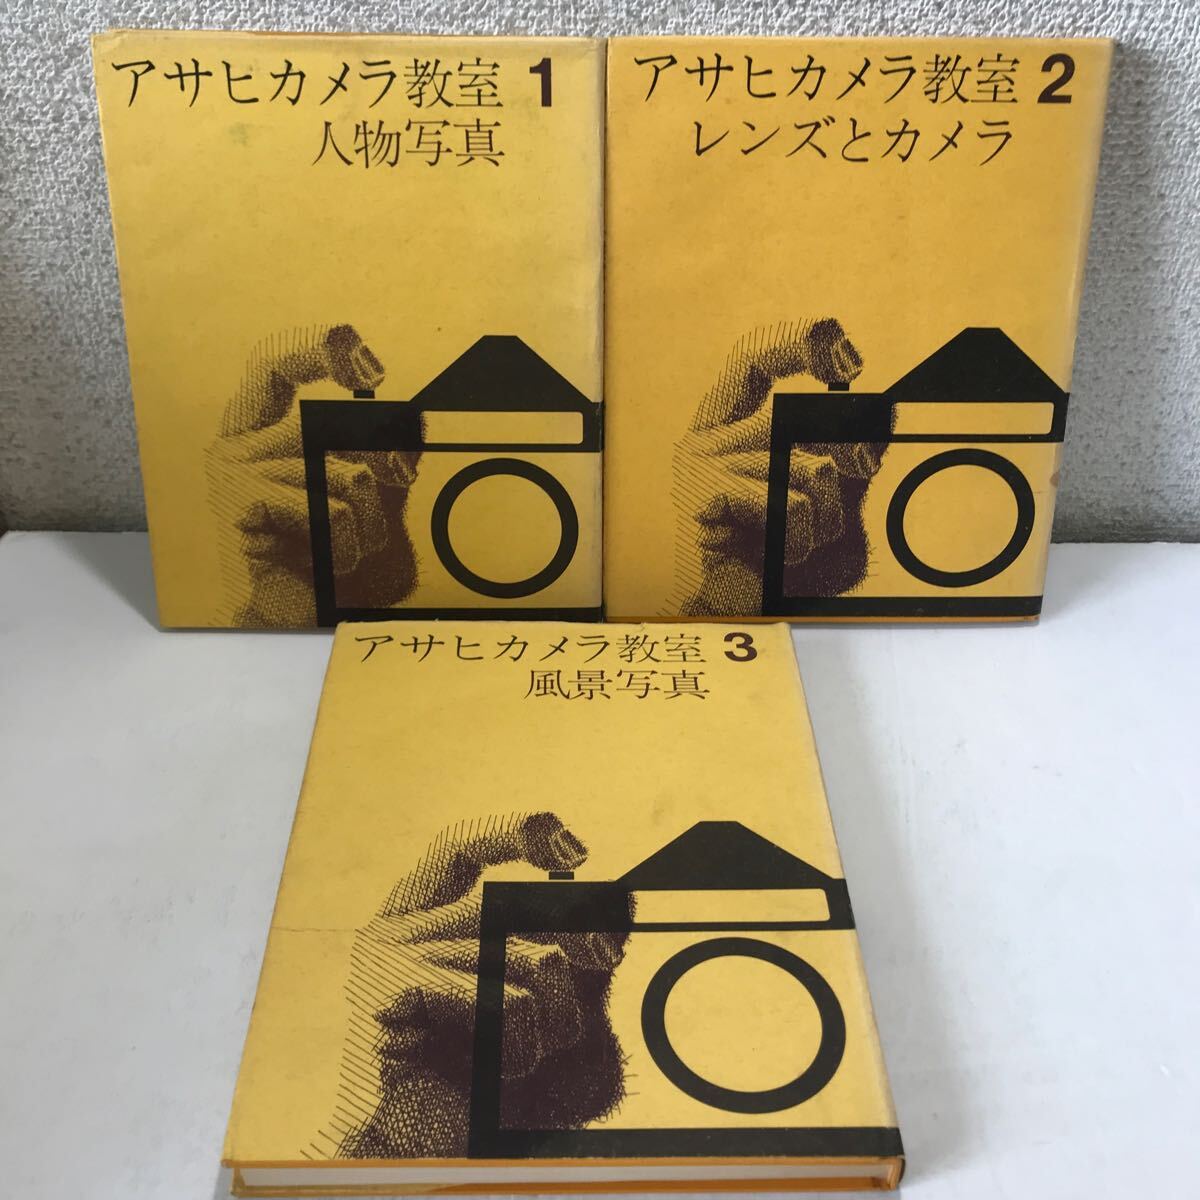 アサヒカメラ教室 1
人物写真
アサヒカメラ教室 2
レンズとカメラ
アサヒカメラ教室 3
風景写真